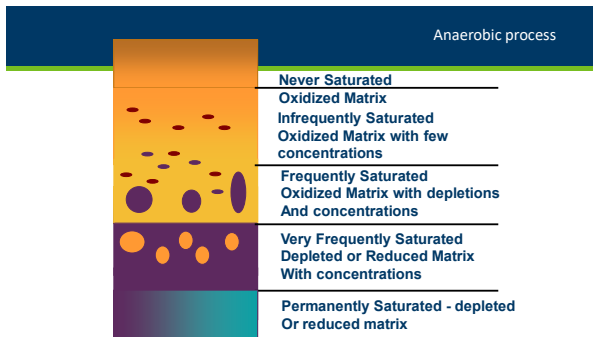 Anaerobic process
Never Saturated
Oxidized Matrix
Infrequently Saturated
Oxidized Matrix with few
concentrations
Frequently Saturated
Oxidized Matrix with depletions
And concentrations
Very Frequently Saturated
Depleted or Reduced Matrix
With concentrations
Permanently Saturated - depleted
Or reduced matrix